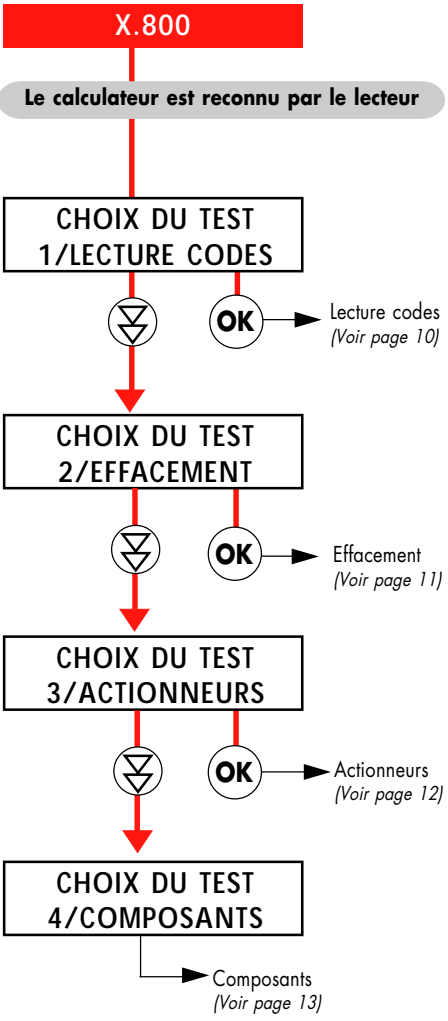 X.800
Le calculateur est reconnu par le lecteur
CHOIX DU TEST
1/LECTURE CODES
OK
Lecture codes
(Voir page 10)
CHOIX DU TEST
2/EFFACEMENT
OK
Effacement
(Voir page 11)
CHOIX DU TEST
3/ACTIONNEURS
OK
Actionneurs
(Voir page 12)
CHOIX DU TEST
4/COMPOSANTS
Composants
(Voir page 13)